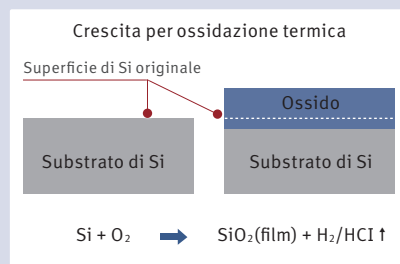 Crescita per ossidazione termica
Superficie di Si originale
Ossido
Substrato di Si
Substrato di Si
Si + O₂ → SiO₂(film) + H₂/HCl ↑